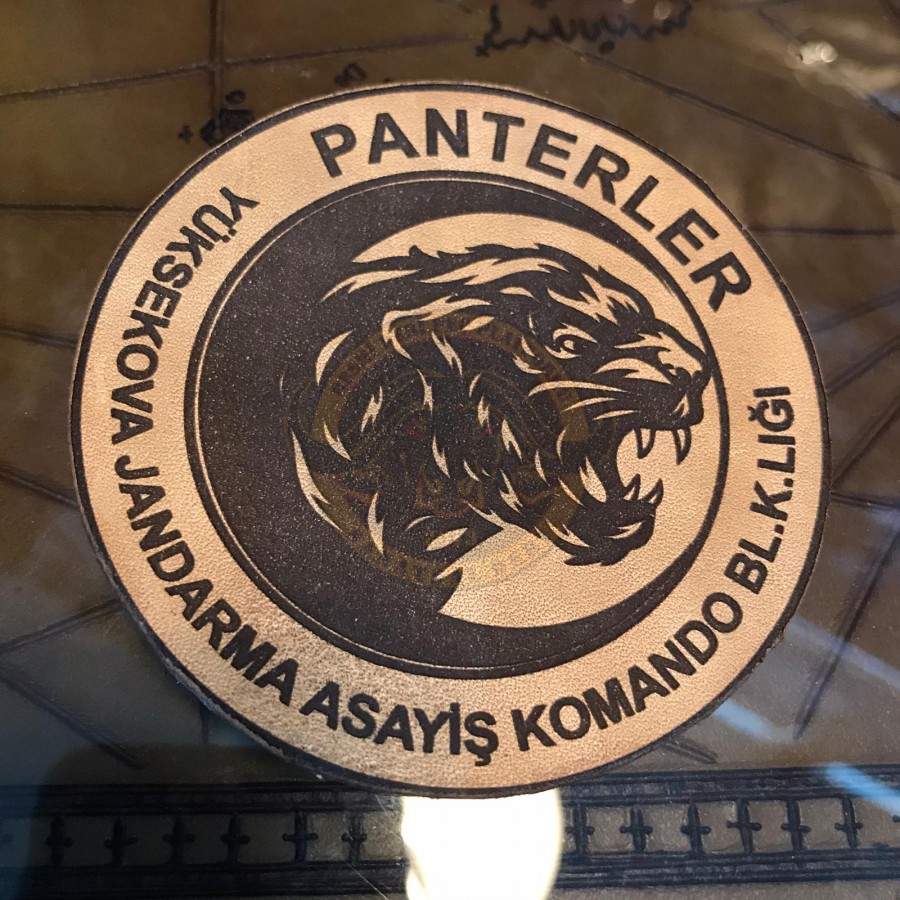 PANTERLER
YÜKSEKOVA JANDARMA ASAYİŞ KOMANDO BL.K.LIĞI